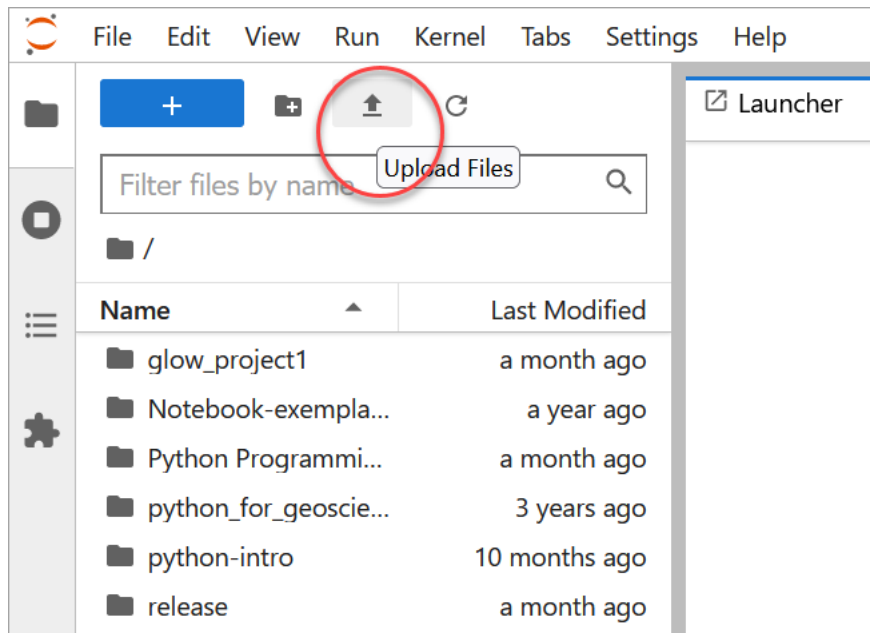 File Edit View Run Kernel Tabs Settings Help
+
Launcher
Upload Files
Filter files by name
/
Name Last Modified
glow_project1 a month ago
Notebook-exempla... a year ago
Python Programmi... a month ago
python_for_geoscie... 3 years ago
python-intro 10 months ago
release a month ago